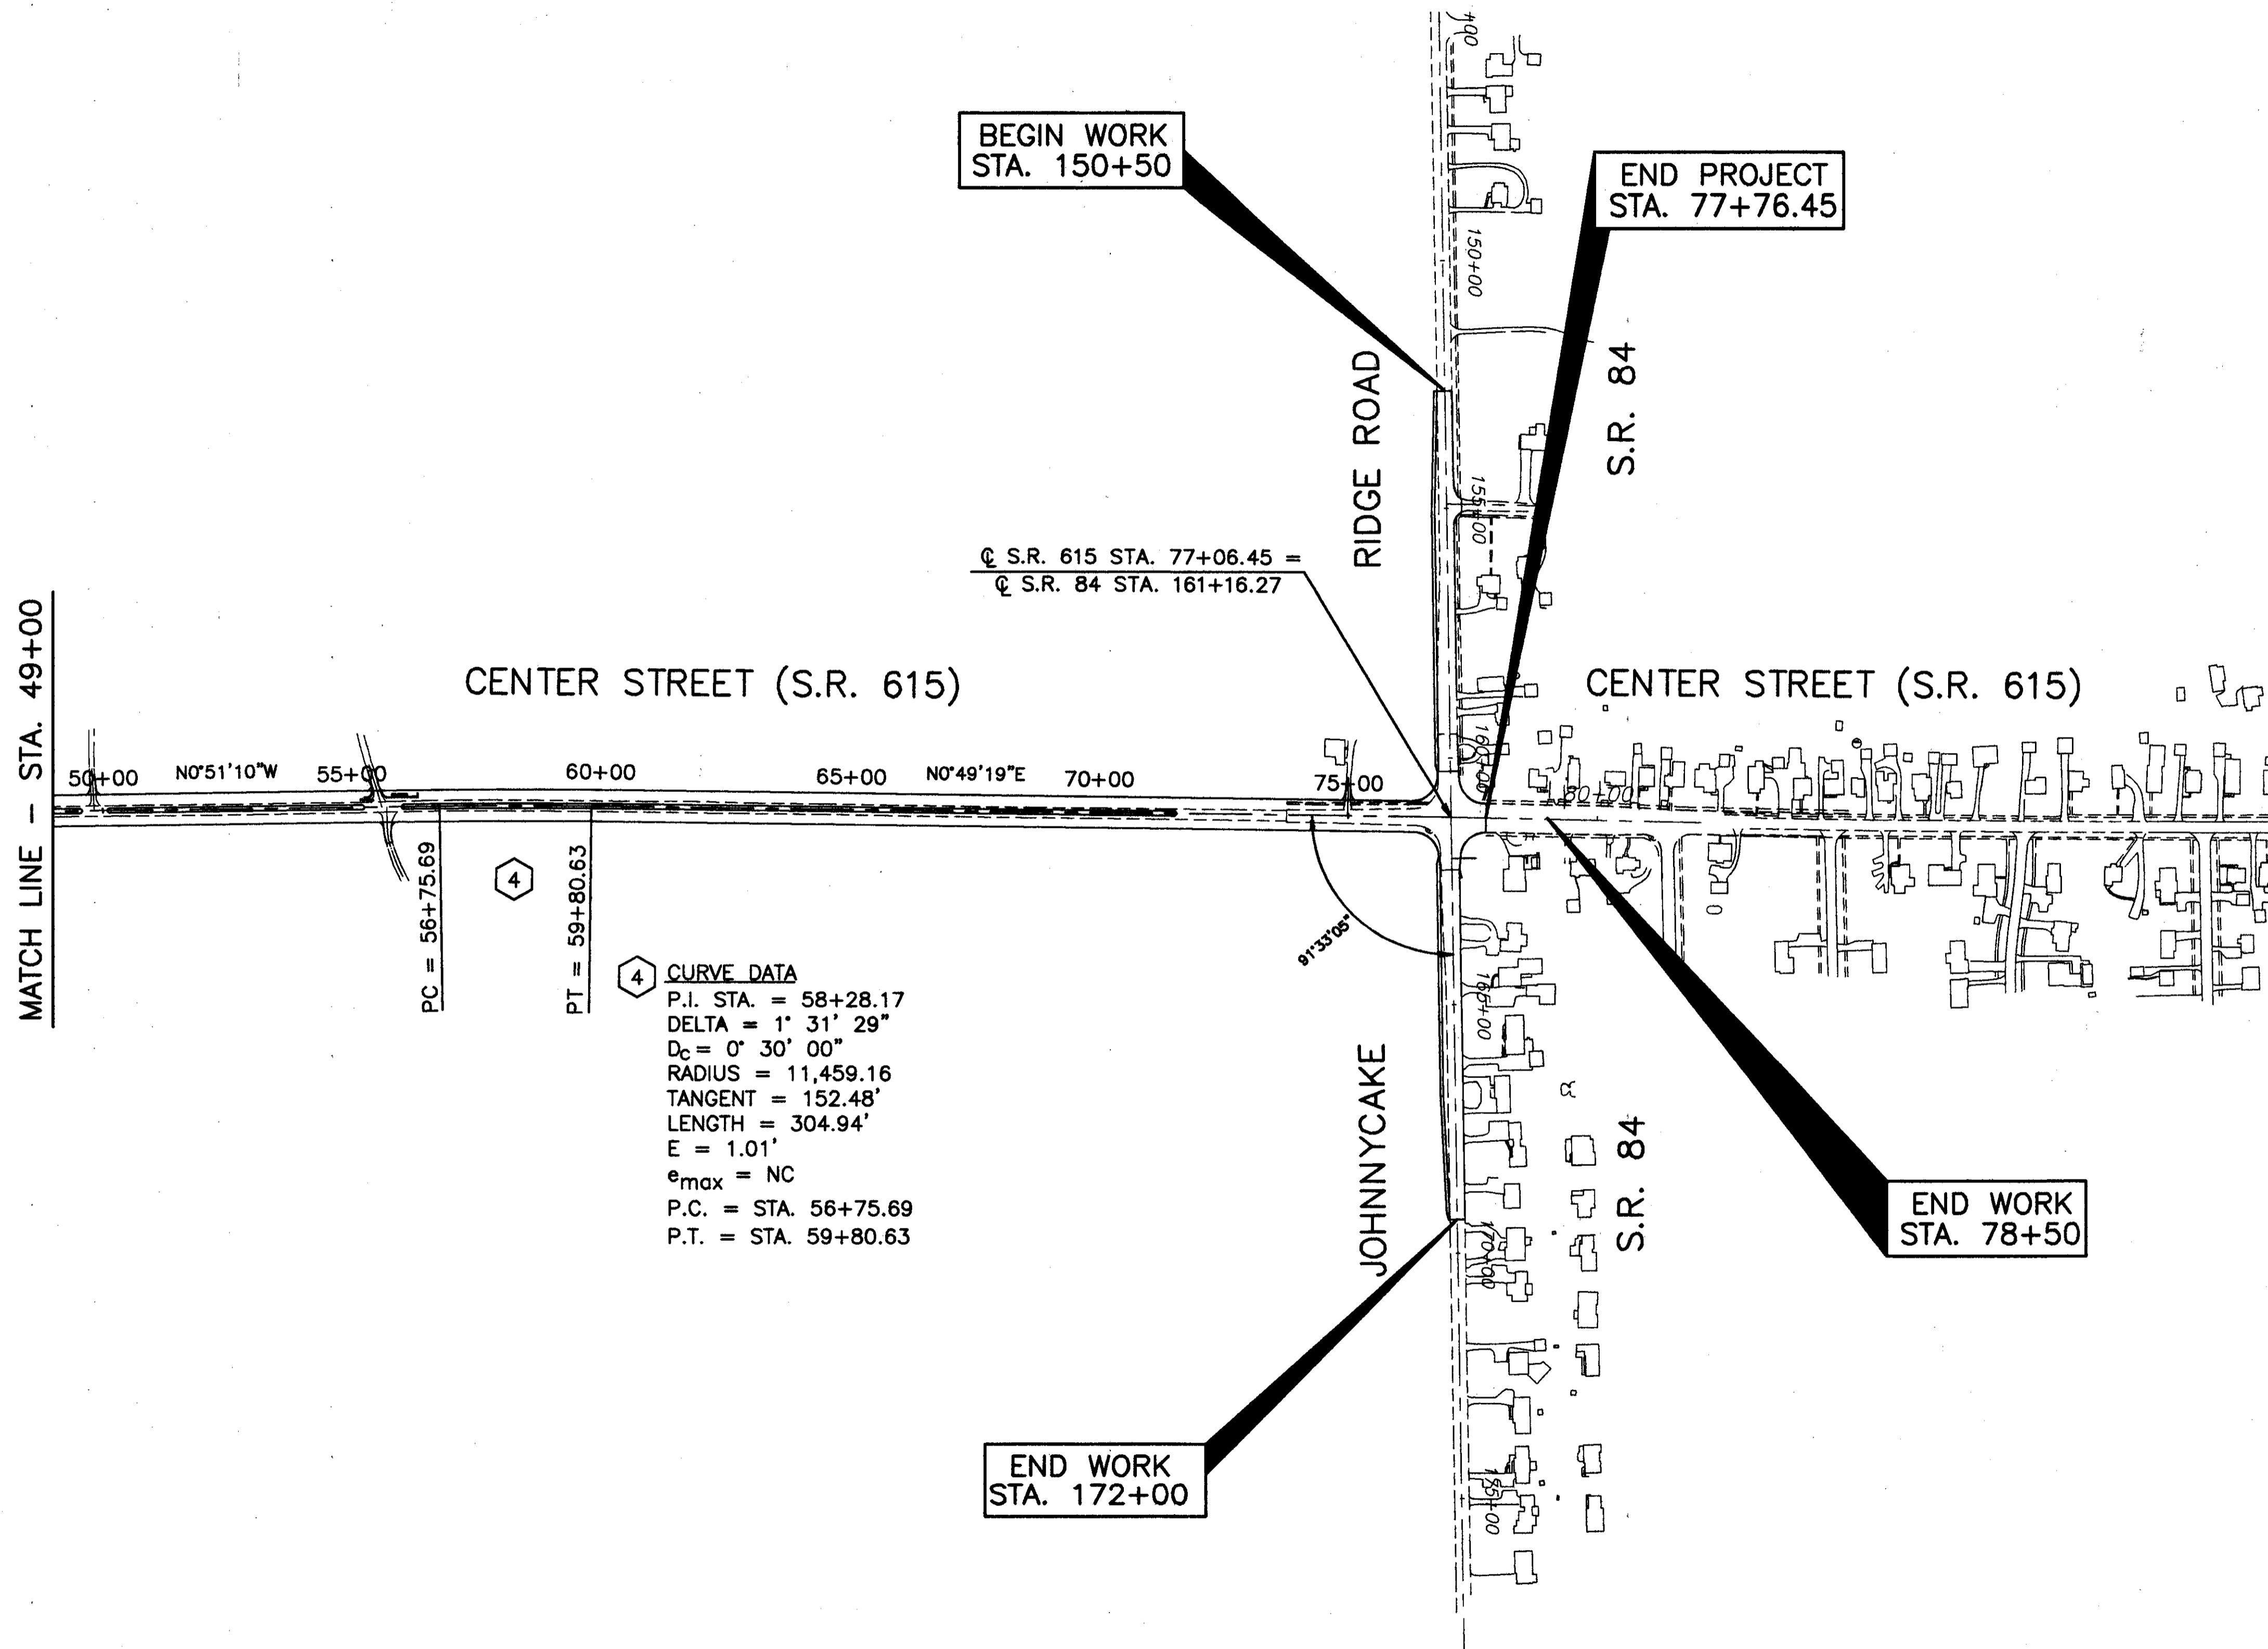 +00
BEGIN WORK
STA. 150+50
END PROJECT
STA. 77+76.45
150+00
RIDGE ROAD
S.R. 84
155+00
℄ S.R. 615 STA. 77+06.45 =
℄ S.R. 84 STA. 161+16.27
MATCH LINE — STA. 49+00
CENTER STREET (S.R. 615)
CENTER STREET (S.R. 615)
50+00
N0°51'10"W
55+00
60+00
65+00
N0°49'19"E
70+00
75+00
160+00
80+00
PC = 56+75.69
4
PT = 59+80.63
91°33'05"
4 CURVE DATA
P.I. STA. = 58+28.17
DELTA = 1° 31' 29"
Dc = 0° 30' 00"
RADIUS = 11,459.16
TANGENT = 152.48'
LENGTH = 304.94'
E = 1.01'
emax = NC
P.C. = STA. 56+75.69
P.T. = STA. 59+80.63
165+00
JOHNNYCAKE
S.R. 84
END WORK
STA. 78+50
170+00
END WORK
STA. 172+00
175+00